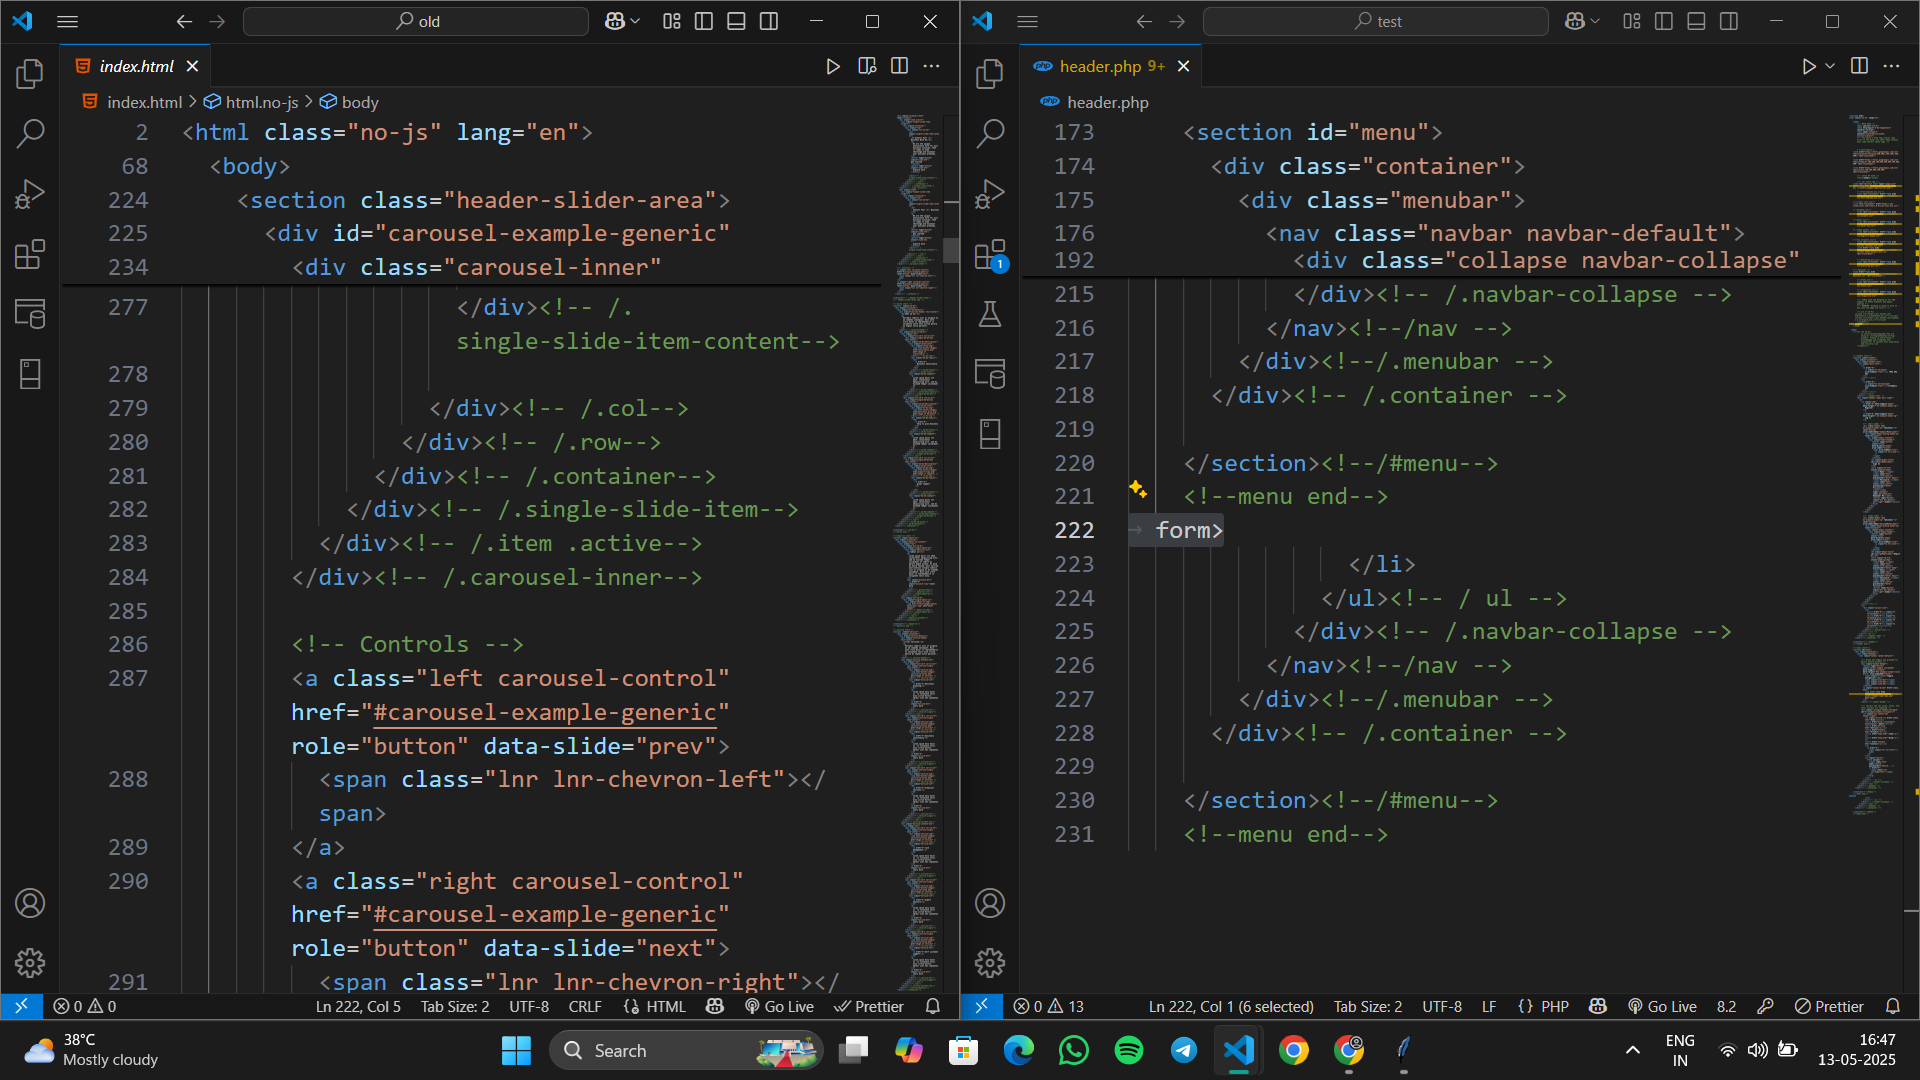 old
index.html
index.html > html.no-js > body
2 <html class="no-js" lang="en">
68 <body>
224 <section class="header-slider-area">
225 <div id="carousel-example-generic"
234 <div class="carousel-inner"
277 </div><!-- /.
single-slide-item-content-->
278
279 </div><!-- /.col-->
280 </div><!-- /.row-->
281 </div><!-- /.container-->
282 </div><!-- /.single-slide-item-->
283 </div><!-- /.item .active-->
284 </div><!-- /.carousel-inner-->
285
286 <!-- Controls -->
287 <a class="left carousel-control"
href="#carousel-example-generic"
role="button" data-slide="prev">
288 <span class="lnr lnr-chevron-left"></
span>
289 </a>
290 <a class="right carousel-control"
href="#carousel-example-generic"
role="button" data-slide="next">
291 <span class="lnr lnr-chevron-right"></
0 0 Ln 222, Col 5 Tab Size: 2 UTF-8 CRLF {} HTML Go Live Prettier
test
header.php 9+
header.php
173 <section id="menu">
174 <div class="container">
175 <div class="menubar">
176 <nav class="navbar navbar-default">
192 <div class="collapse navbar-collapse"
215 </div><!-- /.navbar-collapse -->
216 </nav><!--/nav -->
217 </div><!--/.menubar -->
218 </div><!-- /.container -->
219
220 </section><!--/#menu-->
221 <!--menu end-->
222 form>
223 </li>
224 </ul><!-- / ul -->
225 </div><!-- /.navbar-collapse -->
226 </nav><!--/nav -->
227 </div><!--/.menubar -->
228 </div><!-- /.container -->
229
230 </section><!--/#menu-->
231 <!--menu end-->
1
0 13 Ln 222, Col 1 (6 selected) Tab Size: 2 UTF-8 LF {} PHP Go Live 8.2 Prettier
38°C
Mostly cloudy
Search
ENG
IN
16:47
13-05-2025